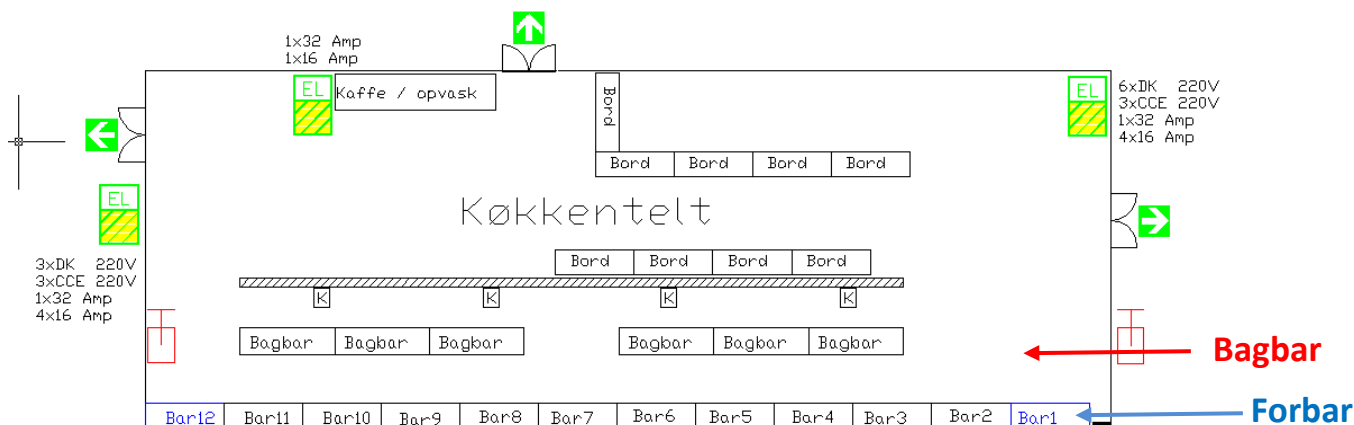 1x32 Amp
1x16 Amp
EL
Kaffe / opvask
Bord
EL
6xDK 220V
3xCCE 220V
1x32 Amp
4x16 Amp
Bord Bord Bord Bord
EL
Køkkentelt
3xDK 220V
3xCCE 220V
1x32 Amp
4x16 Amp
Bord Bord Bord Bord
K K K K
Bagbar Bagbar Bagbar Bagbar Bagbar Bagbar
Bagbar
Bar12 Bar11 Bar10 Bar9 Bar8 Bar7 Bar6 Bar5 Bar4 Bar3 Bar2 Bar1
Forbar